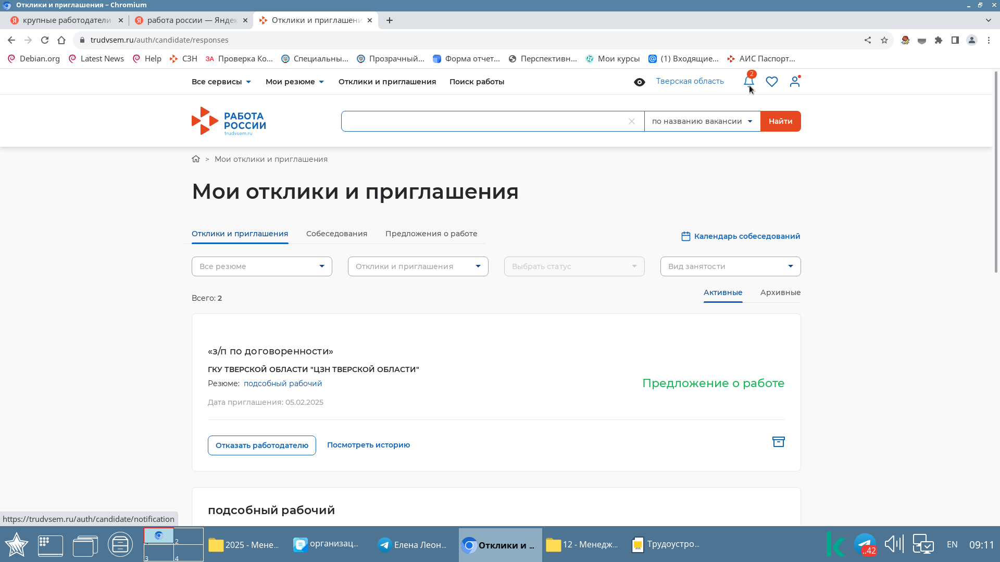 Отклики и приглашения – Chromium
крупные работодатели
работа россии — Яндек
Отклики и приглашени
trudvsem.ru/auth/candidate/responses
Debian.org
Latest News
Help
СЗН
ЗА Проверка Ко...
Специальны...
Прозрачный...
Форма отчет...
Перспективн...
Мои курсы
(1) Входящие...
АИС Паспорт...
Все сервисы
Мои резюме
Отклики и приглашения
Поиск работы
Тверская область
2
РАБОТА
РОССИИ
trudvsem.ru
по названию вакансии
Найти
> Мои отклики и приглашения
Мои отклики и приглашения
Отклики и приглашения
Собеседования
Предложения о работе
Календарь собеседований
Все резюме
Отклики и приглашения
Выбрать статус
Вид занятости
Всего: 2
Активные
Архивные
«з/п по договоренности»
ГКУ ТВЕРСКОЙ ОБЛАСТИ "ЦЗН ТВЕРСКОЙ ОБЛАСТИ"
Резюме: подсобный рабочий
Предложение о работе
Дата приглашения: 05.02.2025
Отказать работодателю
Посмотреть историю
подсобный рабочий
https://trudvsem.ru/auth/candidate/notification
2
3
4
2025 - Мене...
организац...
Елена Леон...
Отклики и ...
12 - Менедж...
Трудоустро...
..42
EN
09:11